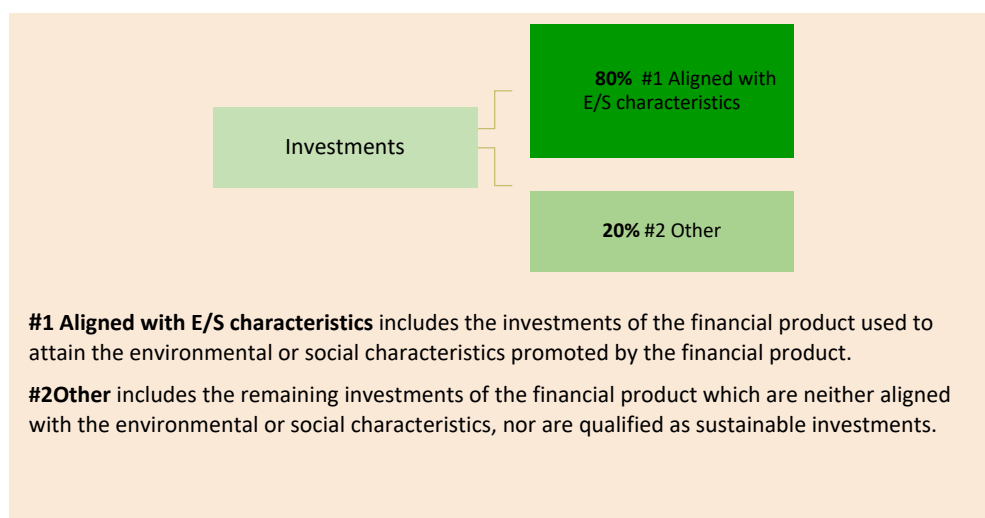 80% #1 Aligned with
E/S characteristics
Investments
20% #2 Other
#1 Aligned with E/S characteristics includes the investments of the financial product used to
attain the environmental or social characteristics promoted by the financial product.
#2Other includes the remaining investments of the financial product which are neither aligned
with the environmental or social characteristics, nor are qualified as sustainable investments.